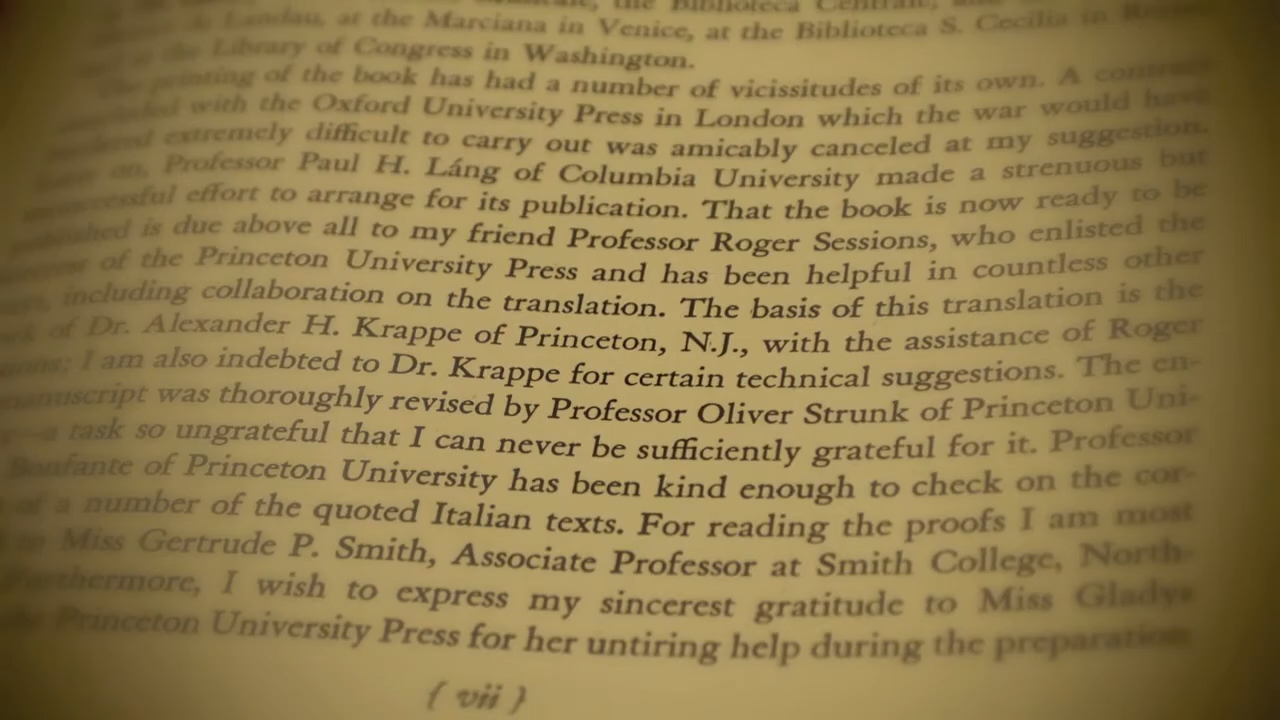 the Biblioteca Centrale,
Landau, at the Marciana in Venice, at the Biblioteca S. Cecilia in
the Library of Congress in Washington.
The printing of the book has had a number of vicissitudes of its own. A
with the Oxford University Press in London which the war would have
extremely difficult to carry out was amicably canceled at my suggestion.
on, Professor Paul H. Láng of Columbia University made a strenuous but
effort to arrange for its publication. That the book is now ready to be
is due above all to my friend Professor Roger Sessions, who enlisted the
of the Princeton University Press and has been helpful in countless other
including collaboration on the translation. The basis of this translation is the
of Dr. Alexander H. Krappe of Princeton, N.J., with the assistance of Roger
I am also indebted to Dr. Krappe for certain technical suggestions. The en-
manuscript was thoroughly revised by Professor Oliver Strunk of Princeton Uni-
—a task so ungrateful that I can never be sufficiently grateful for it. Professor
Bonfante of Princeton University has been kind enough to check on the cor-
of a number of the quoted Italian texts. For reading the proofs I am most
to Miss Gertrude P. Smith, Associate Professor at Smith College, North-
Furthermore, I wish to express my sincerest gratitude to Miss Gladys
Princeton University Press for her untiring help during the preparation
{ vii }